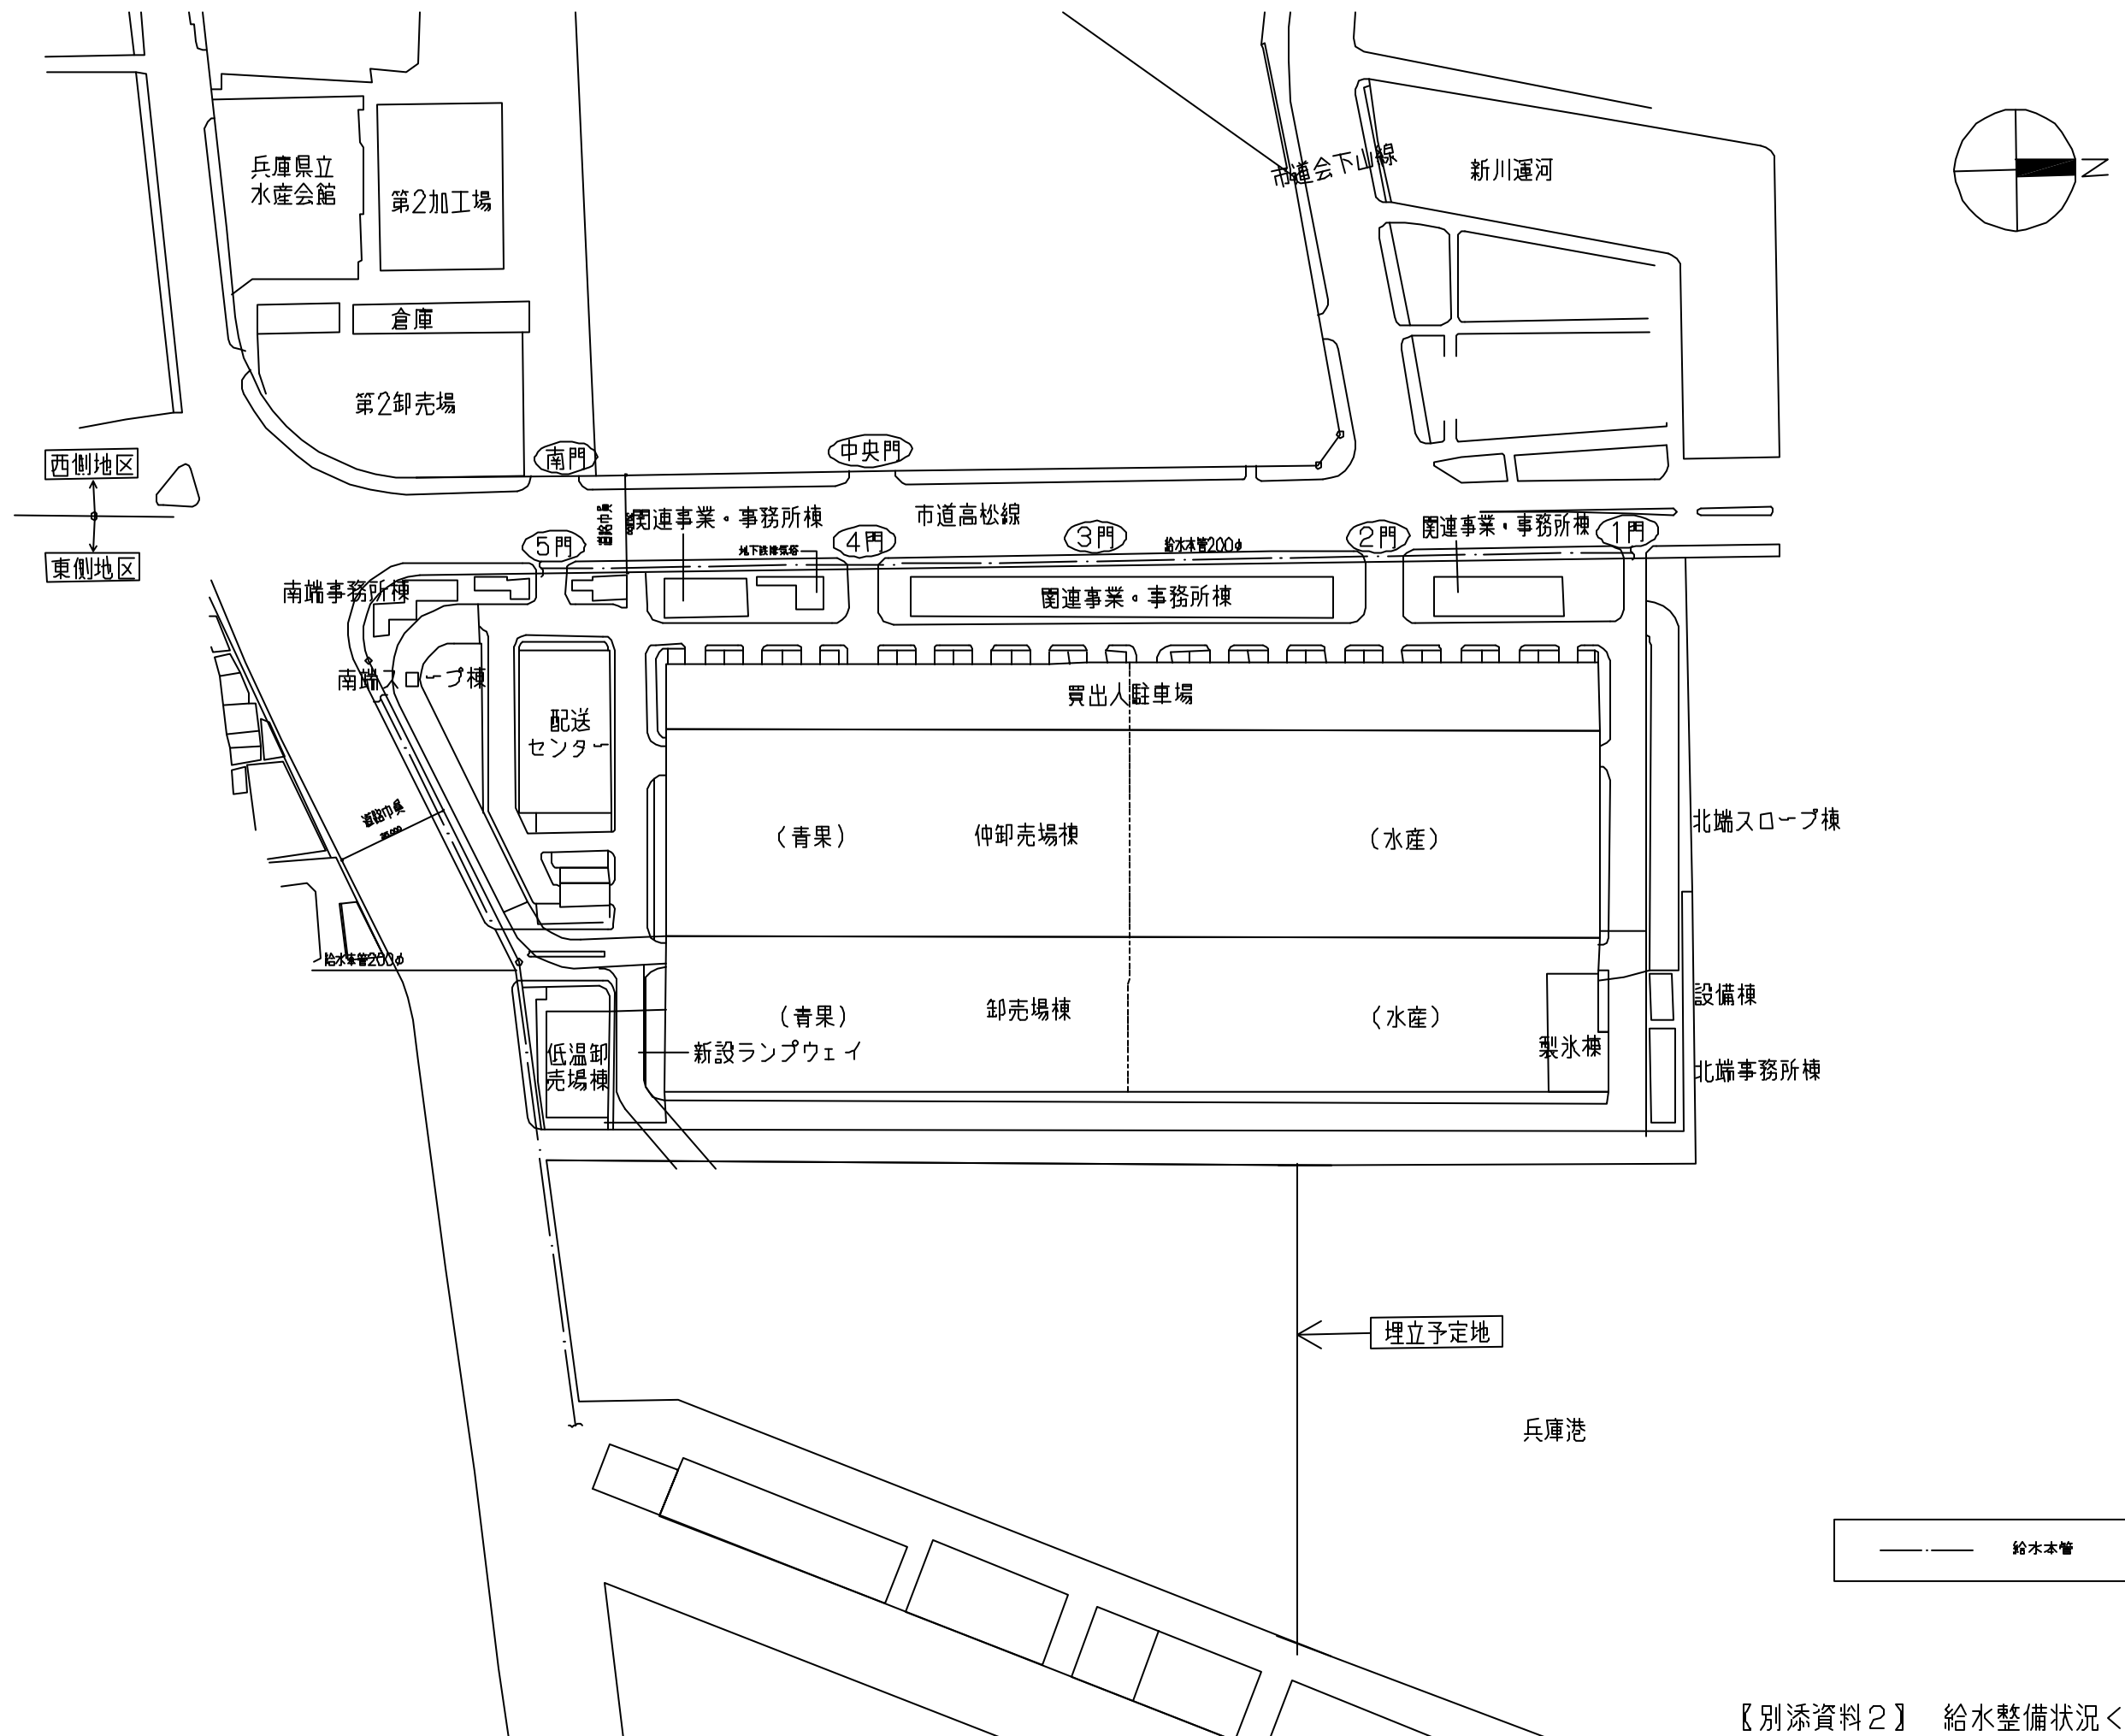 兵庫県立
水産会館
第2加工場
市道会下山線
新川運河
N
倉庫
第2卸売場
西側地区
南門
中央門
東側地区
5門
関連事業・事務所棟
4門
市道高松線
3門
給水本管200φ
2門
関連事業・事務所棟
1門
南端事務所棟
関連事業・事務所棟
南端スロープ棟
配送
センター
買出人駐車場
道路巾員
(青果)
仲卸売場棟
(水産)
北端スロープ棟
給水本管200φ
(青果)
卸売場棟
(水産)
設備棟
低温卸
売場棟
新設ランプウェイ
製氷棟
北端事務所棟
埋立予定地
兵庫港
給水本管
【別添資料2】 給水整備状況<